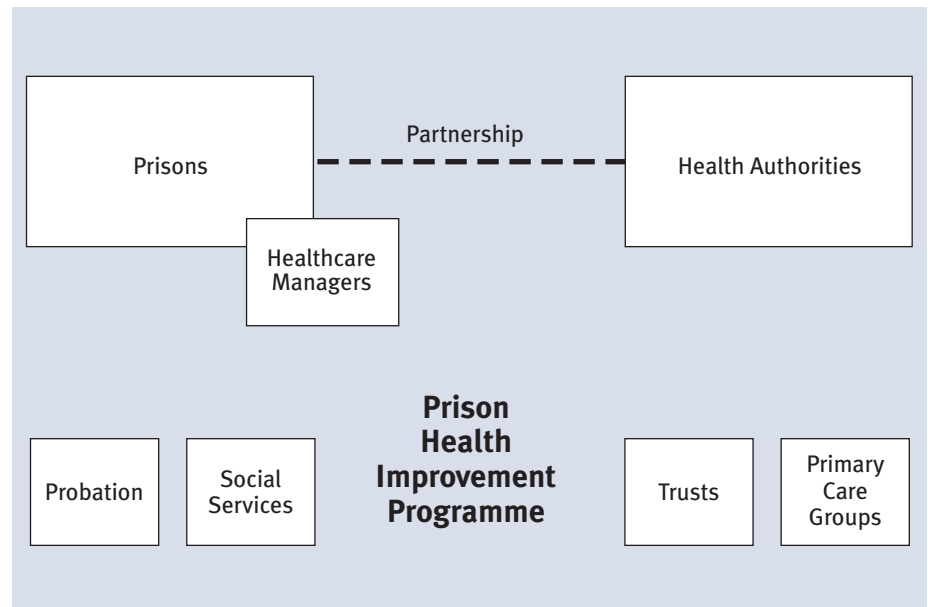 Partnership
Prisons
Health Authorities
Healthcare
Managers
Prison
Health
Improvement
Programme
Probation
Social
Services
Trusts
Primary
Care
Groups